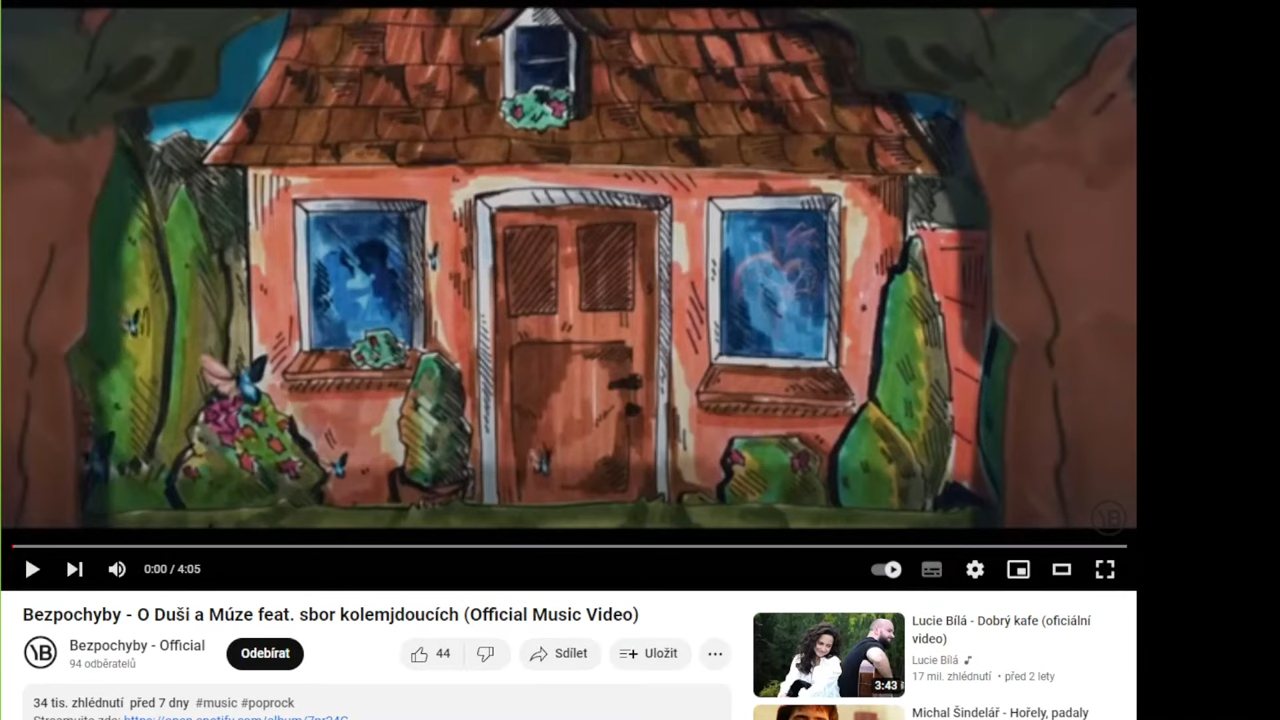 0:00 / 4:05
Bezpochyby - O Duši a Múze feat. sbor kolemjdoucích (Official Music Video)
Bezpochyby - Official
94 odběratelů
Odebírat
44
Sdílet
Uložit
34 tis. zhlédnutí před 7 dny #music #poprock
3:43
Lucie Bílá - Dobrý kafe (oficiální
video)
Lucie Bílá
17 mil. zhlédnutí • před 2 lety
Michal Šindelář - Hořely, padaly